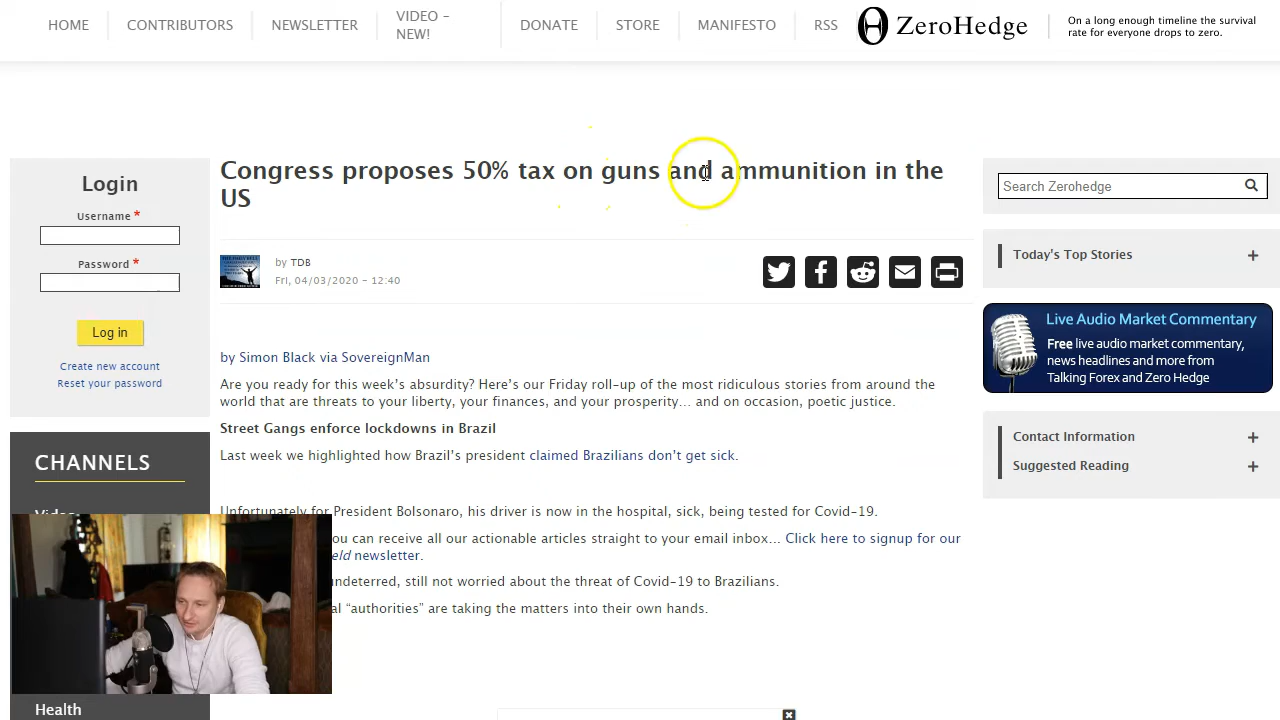 HOME
CONTRIBUTORS
NEWSLETTER
VIDEO -
NEW!
DONATE
STORE
MANIFESTO
RSS
ZeroHedge
On a long enough timeline the survival
rate for everyone drops to zero.
Login
Username *
Password *
Log in
Create new account
Reset your password
CHANNELS
Health
Congress proposes 50% tax on guns and ammunition in the
US
by TDB
Fri, 04/03/2020 - 12:40
by Simon Black via SovereignMan
Are you ready for this week's absurdity? Here's our Friday roll-up of the most ridiculous stories from around the
world that are threats to your liberty, your finances, and your prosperity… and on occasion, poetic justice.
Street Gangs enforce lockdowns in Brazil
Last week we highlighted how Brazil's president claimed Brazilians don't get sick.
Unfortunately for President Bolsonaro, his driver is now in the hospital, sick, being tested for Covid-19.
you can receive all our actionable articles straight to your email inbox... Click here to signup for our
newsletter.
undeterred, still not worried about the threat of Covid-19 to Brazilians.
"authorities" are taking the matters into their own hands.
Search Zerohedge
Today's Top Stories +
Live Audio Market Commentary
Free live audio market commentary,
news headlines and more from
Talking Forex and Zero Hedge
Contact Information +
Suggested Reading +